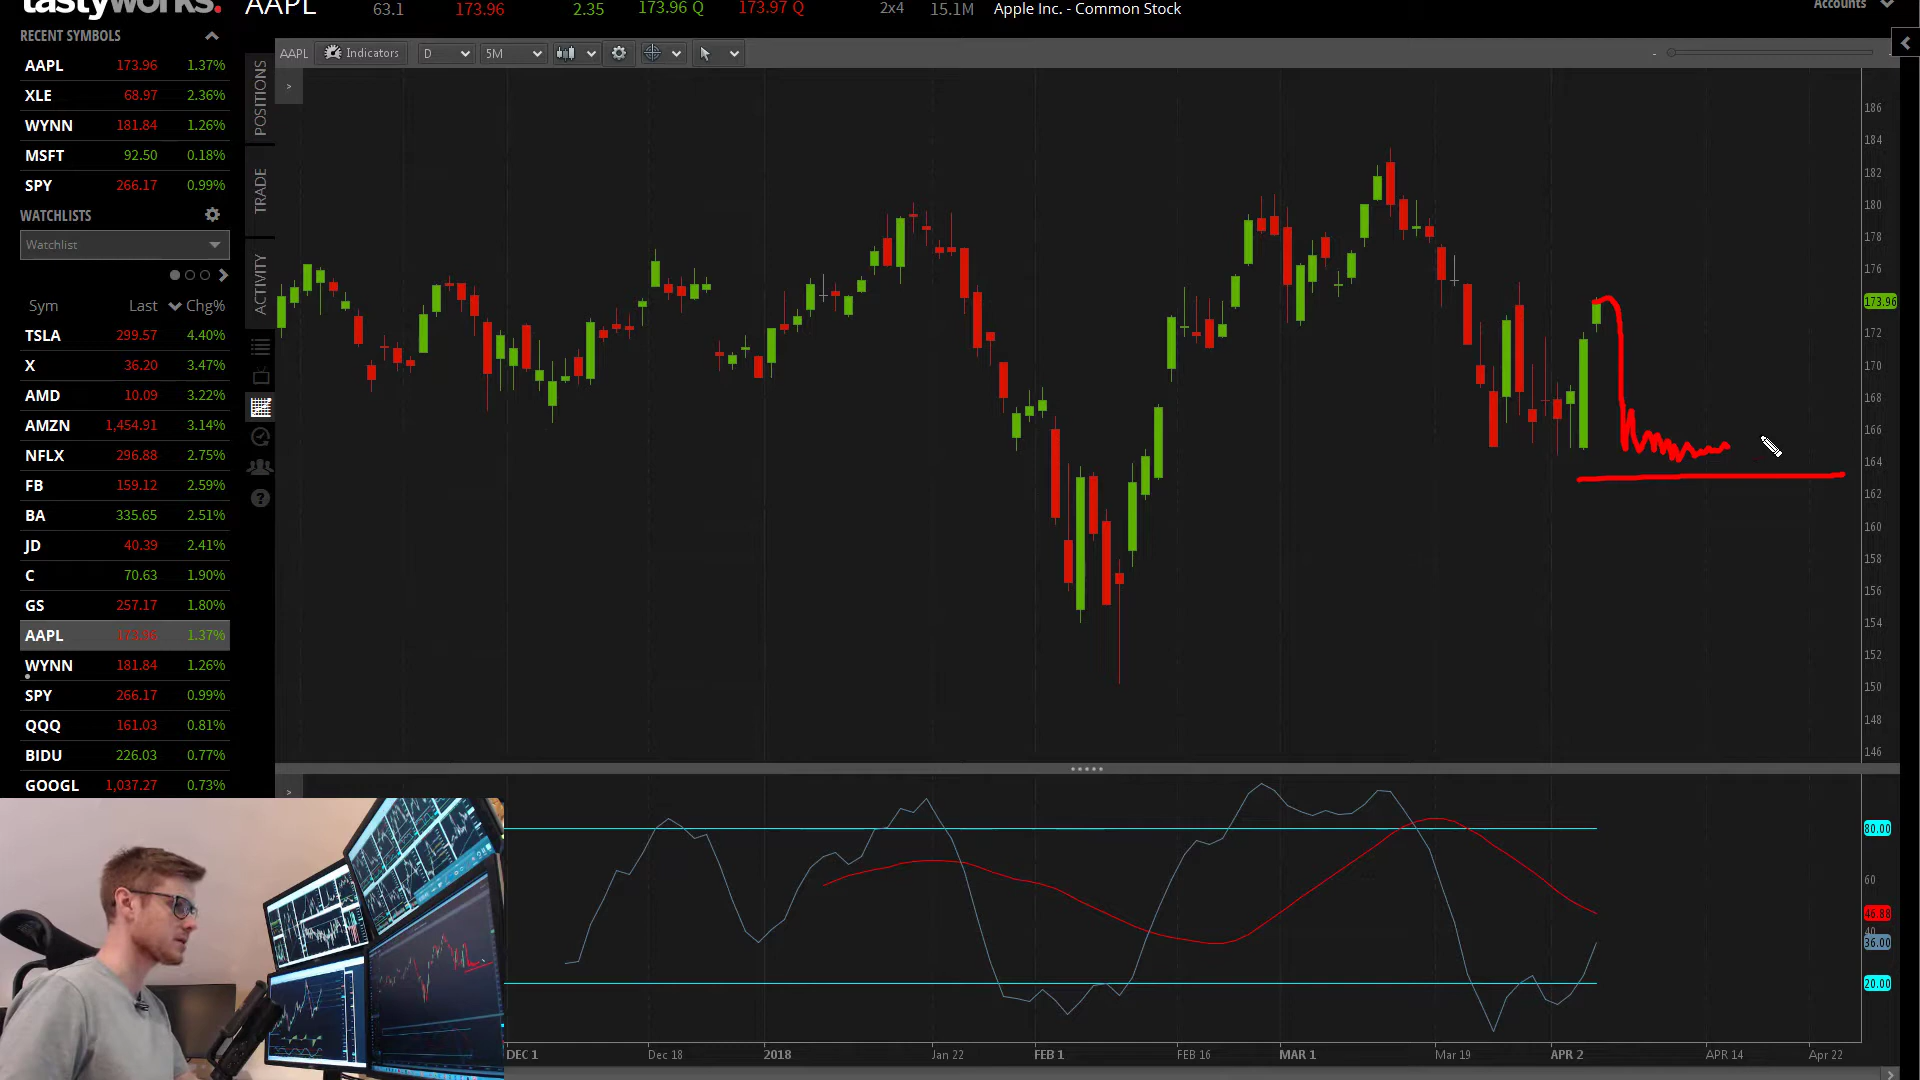 tastyworks.
AAPL 63.1 173.96 2.35 173.96 Q 173.97 Q 2x4 15.1M Apple Inc. - Common Stock Accounts
RECENT SYMBOLS
AAPL 173.96 1.37%
XLE 68.97 2.36%
WYNN 181.84 1.26%
MSFT 92.50 0.18%
SPY 266.17 0.99%
WATCHLISTS
Watchlist
Sym Last Chg%
TSLA 299.57 4.40%
X 36.20 3.47%
AMD 10.09 3.22%
AMZN 1,454.91 3.14%
NFLX 296.88 2.75%
FB 159.12 2.59%
BA 335.65 2.51%
JD 40.39 2.41%
C 70.63 1.90%
GS 257.17 1.80%
AAPL 173.96 1.37%
WYNN 181.84 1.26%
SPY 266.17 0.99%
QQQ 161.03 0.81%
BIDU 226.03 0.77%
GOOGL 1,037.27 0.73%
POSITIONS
TRADE
ACTIVITY
AAPL Indicators D 5M
186
184
182
180
178
176
173.96
172
170
168
166
164
162
160
158
156
154
152
150
148
146
80.00
60
46.88
40
36.00
20.00
DEC 1 Dec 18 2018 Jan 22 FEB 1 FEB 16 MAR 1 Mar 19 APR 2 APR 14 Apr 22